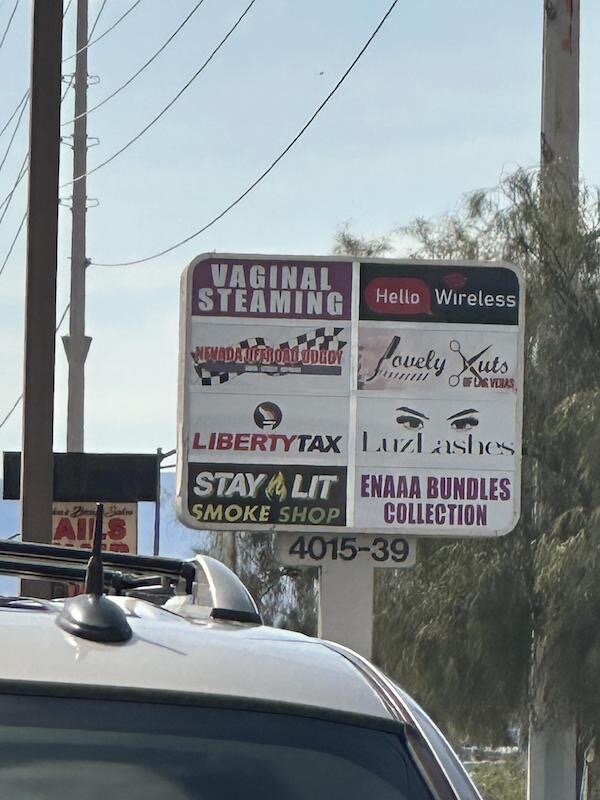 VAGINAL
STEAMING
Hello Wireless
NEVADA OFFROAD BUGGY
Lovely Kuts
OF LAS VEGAS
LIBERTYTAX
LuzLashes
STAY LIT
SMOKE SHOP
ENAAA BUNDLES
COLLECTION
4015-39